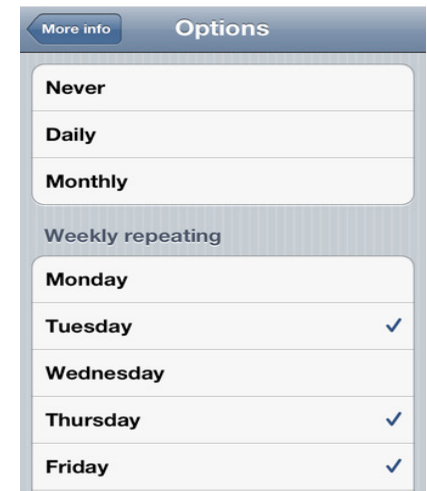 More info
Options
Never
Daily
Monthly
Weekly repeating
Monday
Tuesday
Wednesday
Thursday
Friday